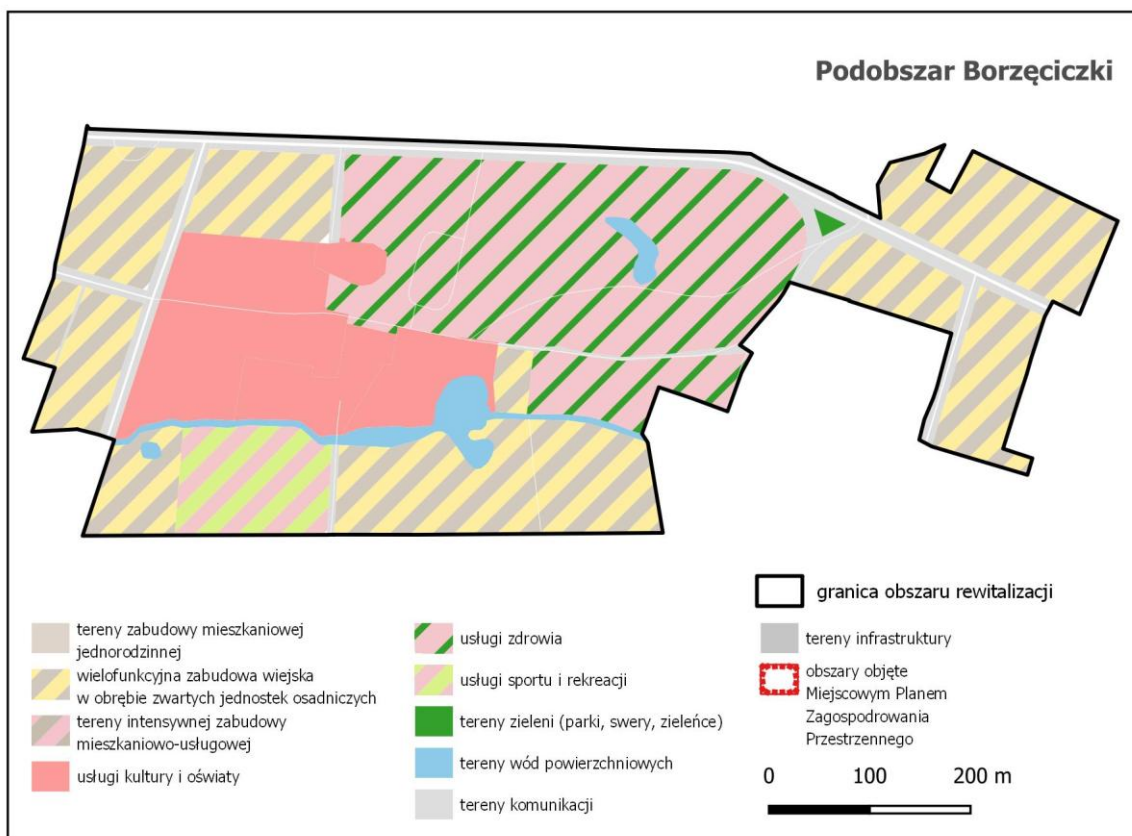 Podobszar Borzęciczki
tereny zabudowy mieszkaniowej
jednorodzinnej
wielofunkcyjna zabudowa wiejska
w obrębie zwartych jednostek osadniczych
tereny intensywnej zabudowy
mieszkaniowo-usługowej
usługi kultury i oświaty
usługi zdrowia
usługi sportu i rekreacji
tereny zieleni (parki, swery, zieleńce)
tereny wód powierzchniowych
tereny komunikacji
granica obszaru rewitalizacji
tereny infrastruktury
obszary objęte
Miejscowym Planem
Zagospodrowania
Przestrzennego
0 100 200 m